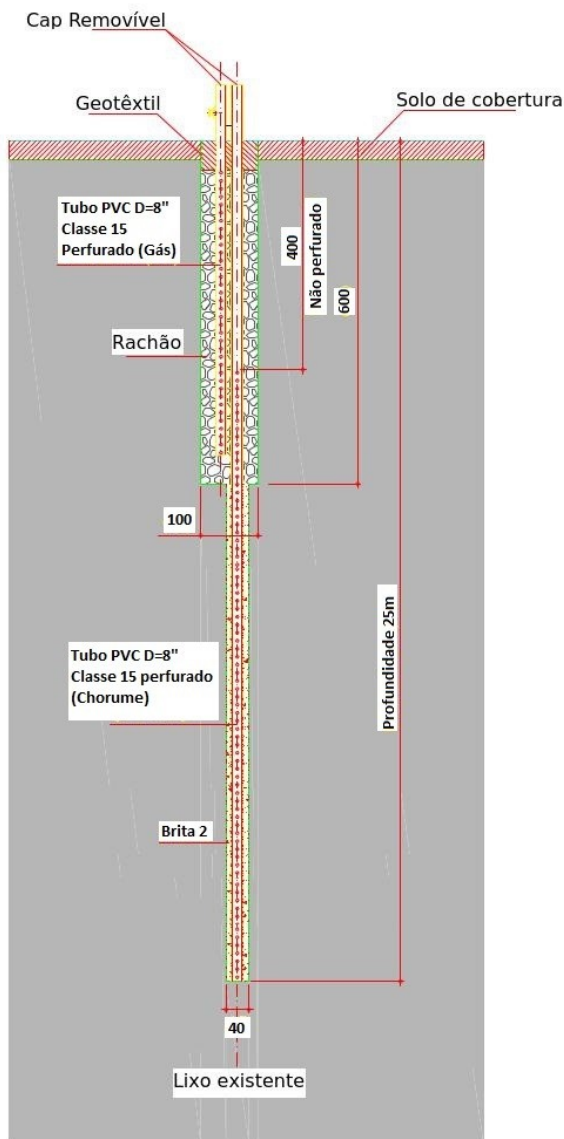 Cap Removível
Geotêxtil
Solo de cobertura
Tubo PVC D=8"
Classe 15
Perfurado (Gás)
400
Não perfurado
600
Rachão
100
Profundidade 25m
Tubo PVC D=8"
Classe 15 perfurado
(Chorume)
Brita 2
40
Lixo existente